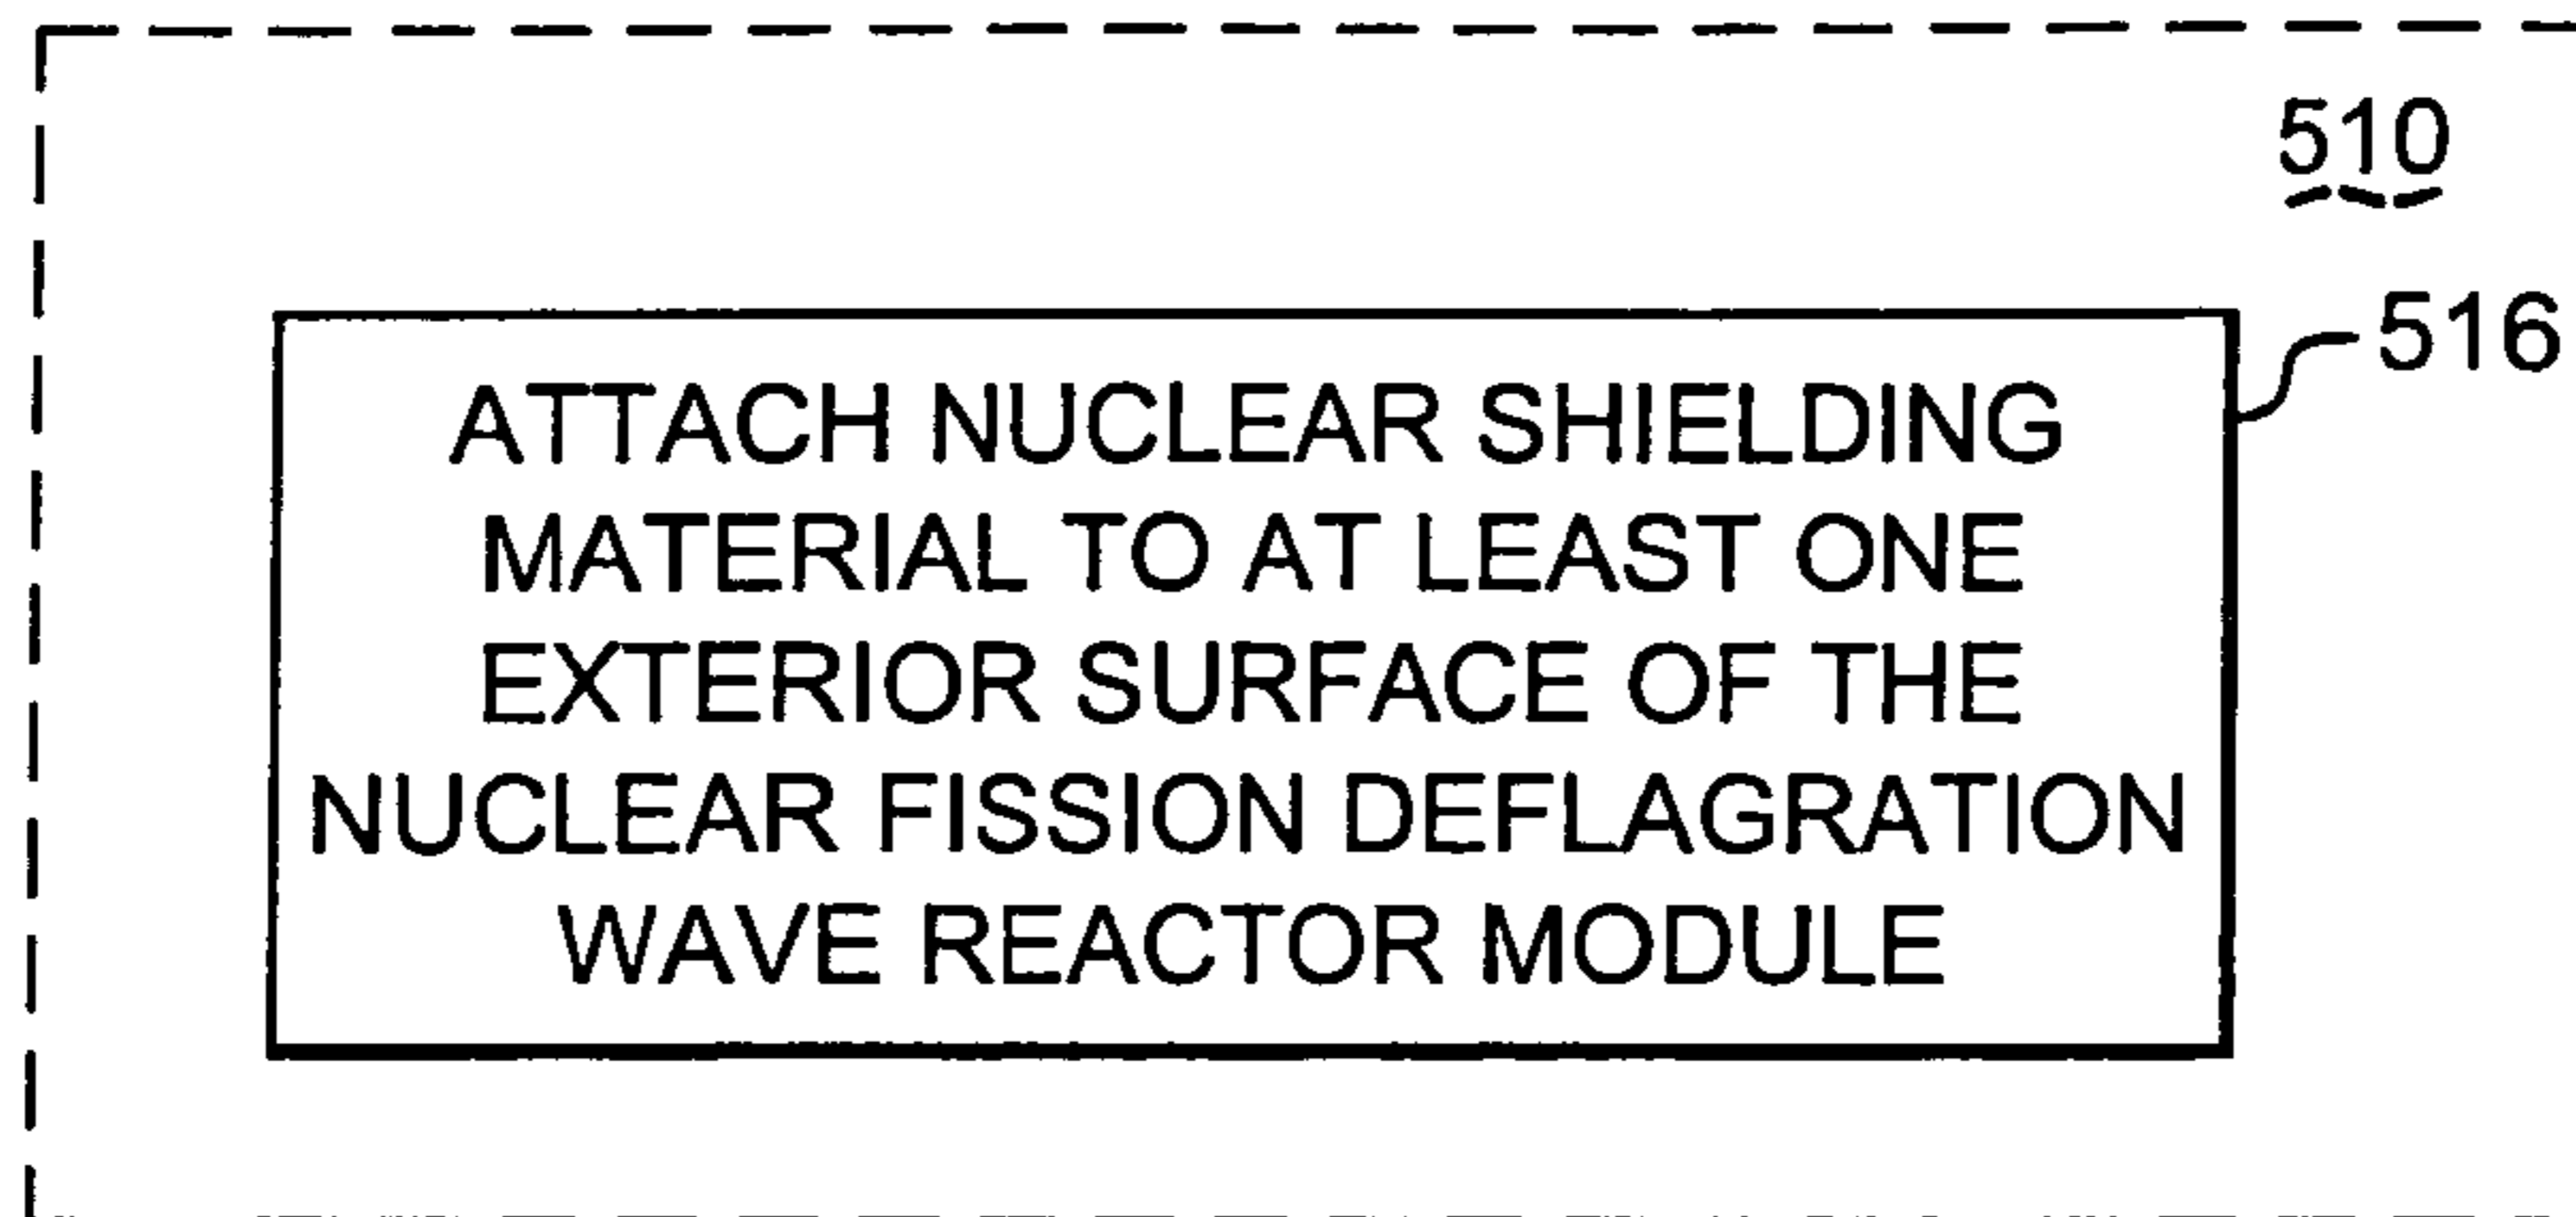 510
516
ATTACH NUCLEAR SHIELDING
MATERIAL TO AT LEAST ONE
EXTERIOR SURFACE OF THE
NUCLEAR FISSION DEFLAGRATION
WAVE REACTOR MODULE